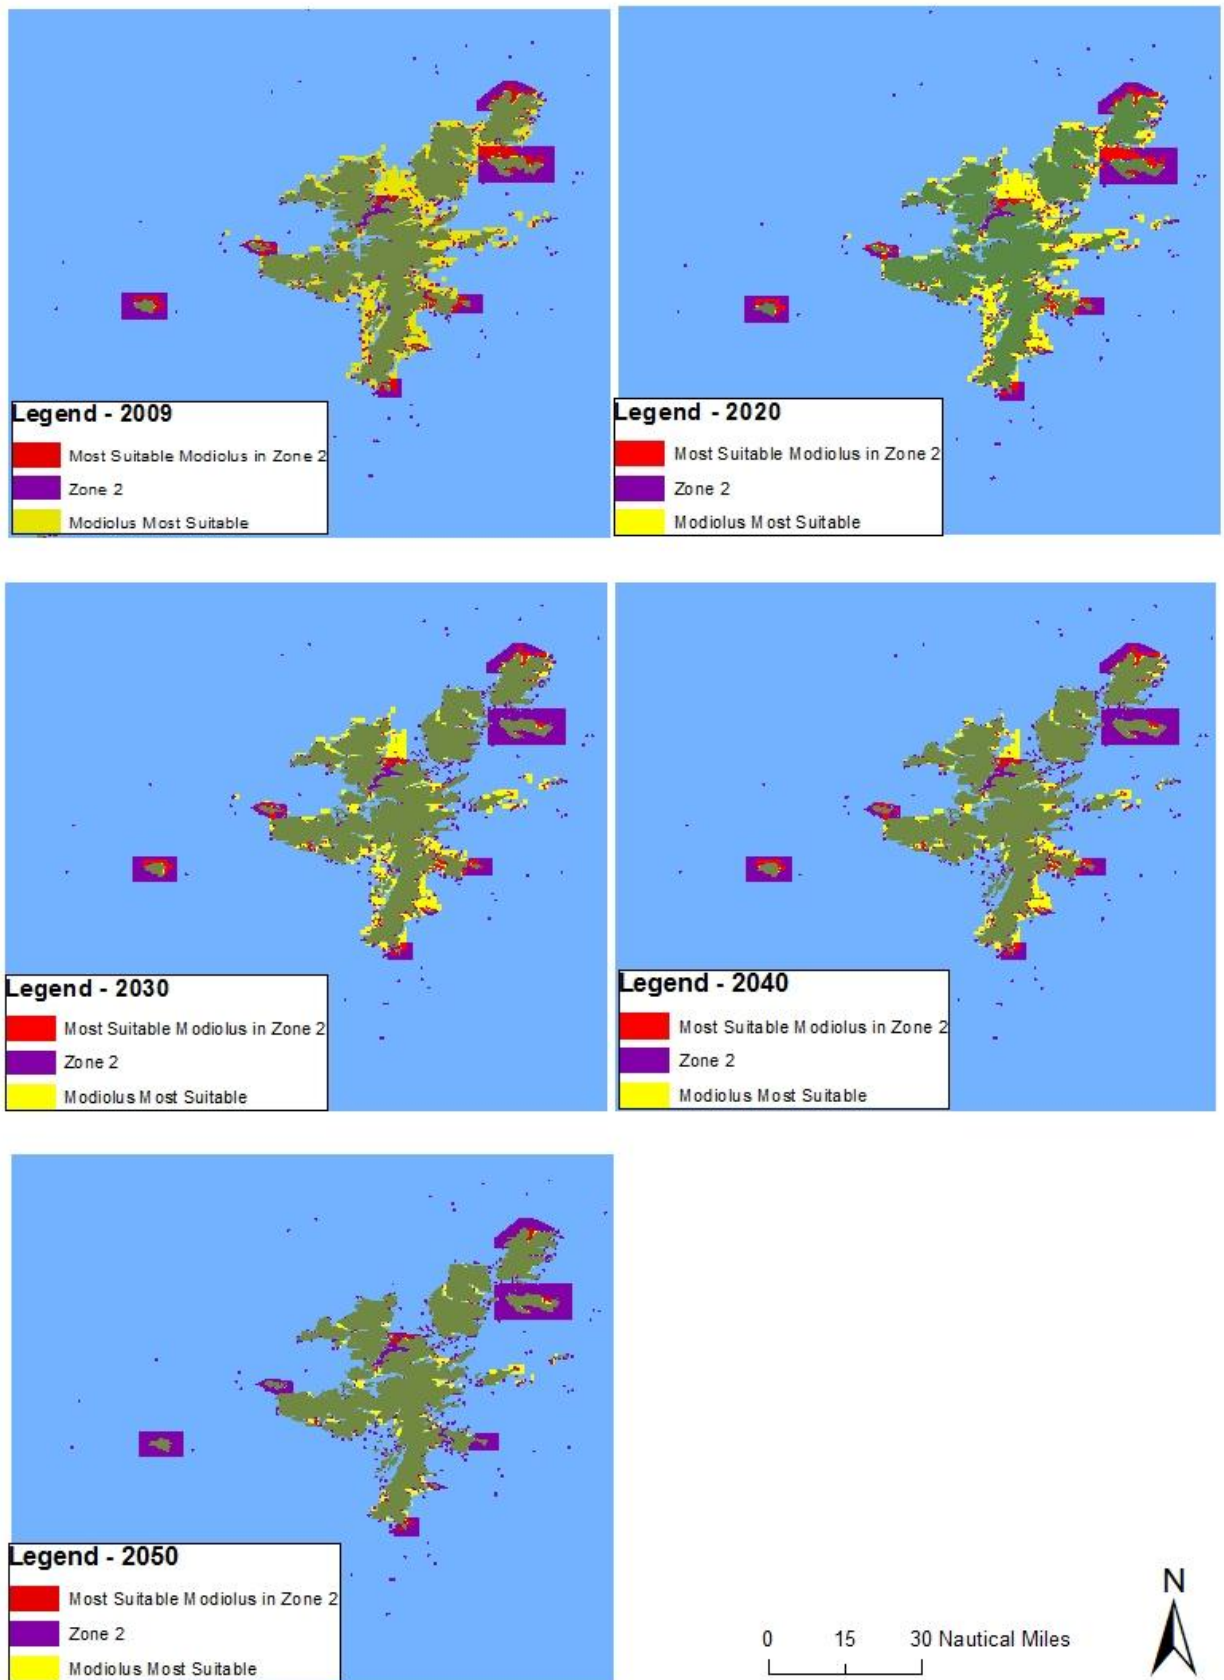 Legend - 2009
Most Suitable Modiolus in Zone 2
Zone 2
Modiolus Most Suitable
Legend - 2020
Most Suitable Modiolus in Zone 2
Zone 2
Modiolus Most Suitable
Legend - 2030
Most Suitable Modiolus in Zone 2
Zone 2
Modiolus Most Suitable
Legend - 2040
Most Suitable Modiolus in Zone 2
Zone 2
Modiolus Most Suitable
Legend - 2050
Most Suitable Modiolus in Zone 2
Zone 2
Modiolus Most Suitable
N
0 15 30 Nautical Miles